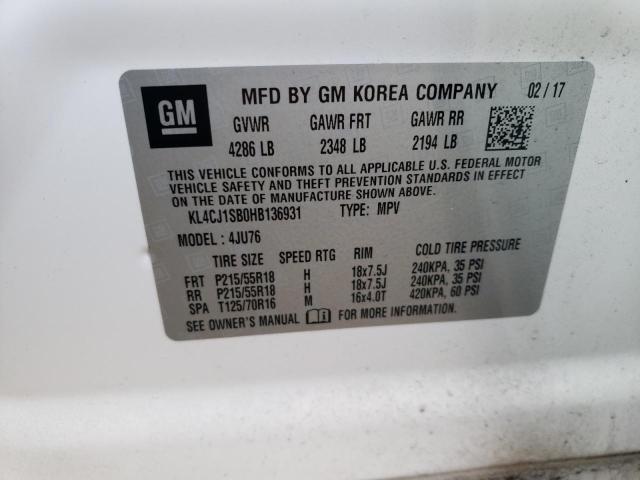 GM MFD BY GM KOREA COMPANY 02/17
GVWR GAWR FRT GAWR RR
4286 LB 2348 LB 2194 LB
THIS VEHICLE CONFORMS TO ALL APPLICABLE U.S. FEDERAL MOTOR
VEHICLE SAFETY AND THEFT PREVENTION STANDARDS IN EFFECT
ON THE DATE OF MANUFACTURE SHOWN ABOVE.
KL4CJ1SB0HB136931 TYPE: MPV
MODEL: 4JU76
TIRE SIZE SPEED RTG RIM COLD TIRE PRESSURE
FRT P215/55R18 H 18x7.5J 240KPA, 35 PSI
RR P215/55R18 H 18x7.5J 240KPA, 35 PSI
SPA T125/70R16 M 16x4.0T 420KPA, 60 PSI
SEE OWNER'S MANUAL FOR MORE INFORMATION.